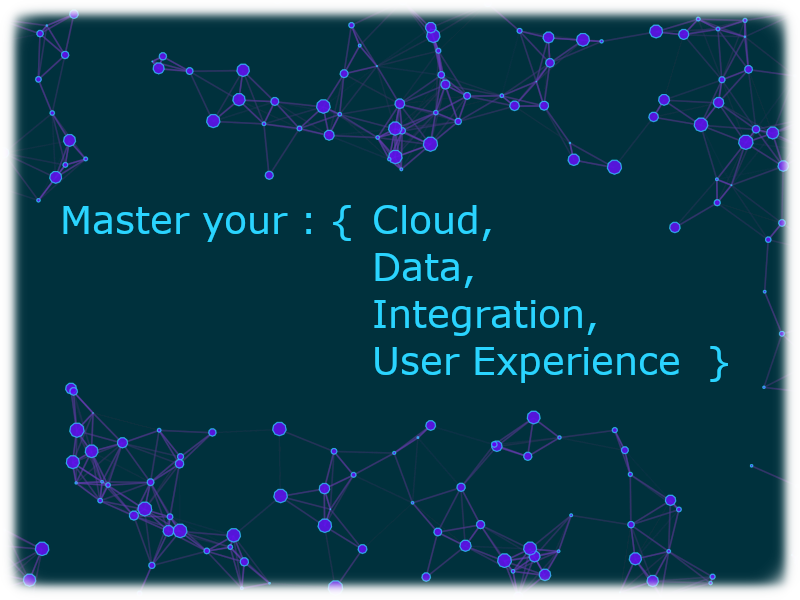 Master your : { Cloud,
Data,
Integration,
User Experience }